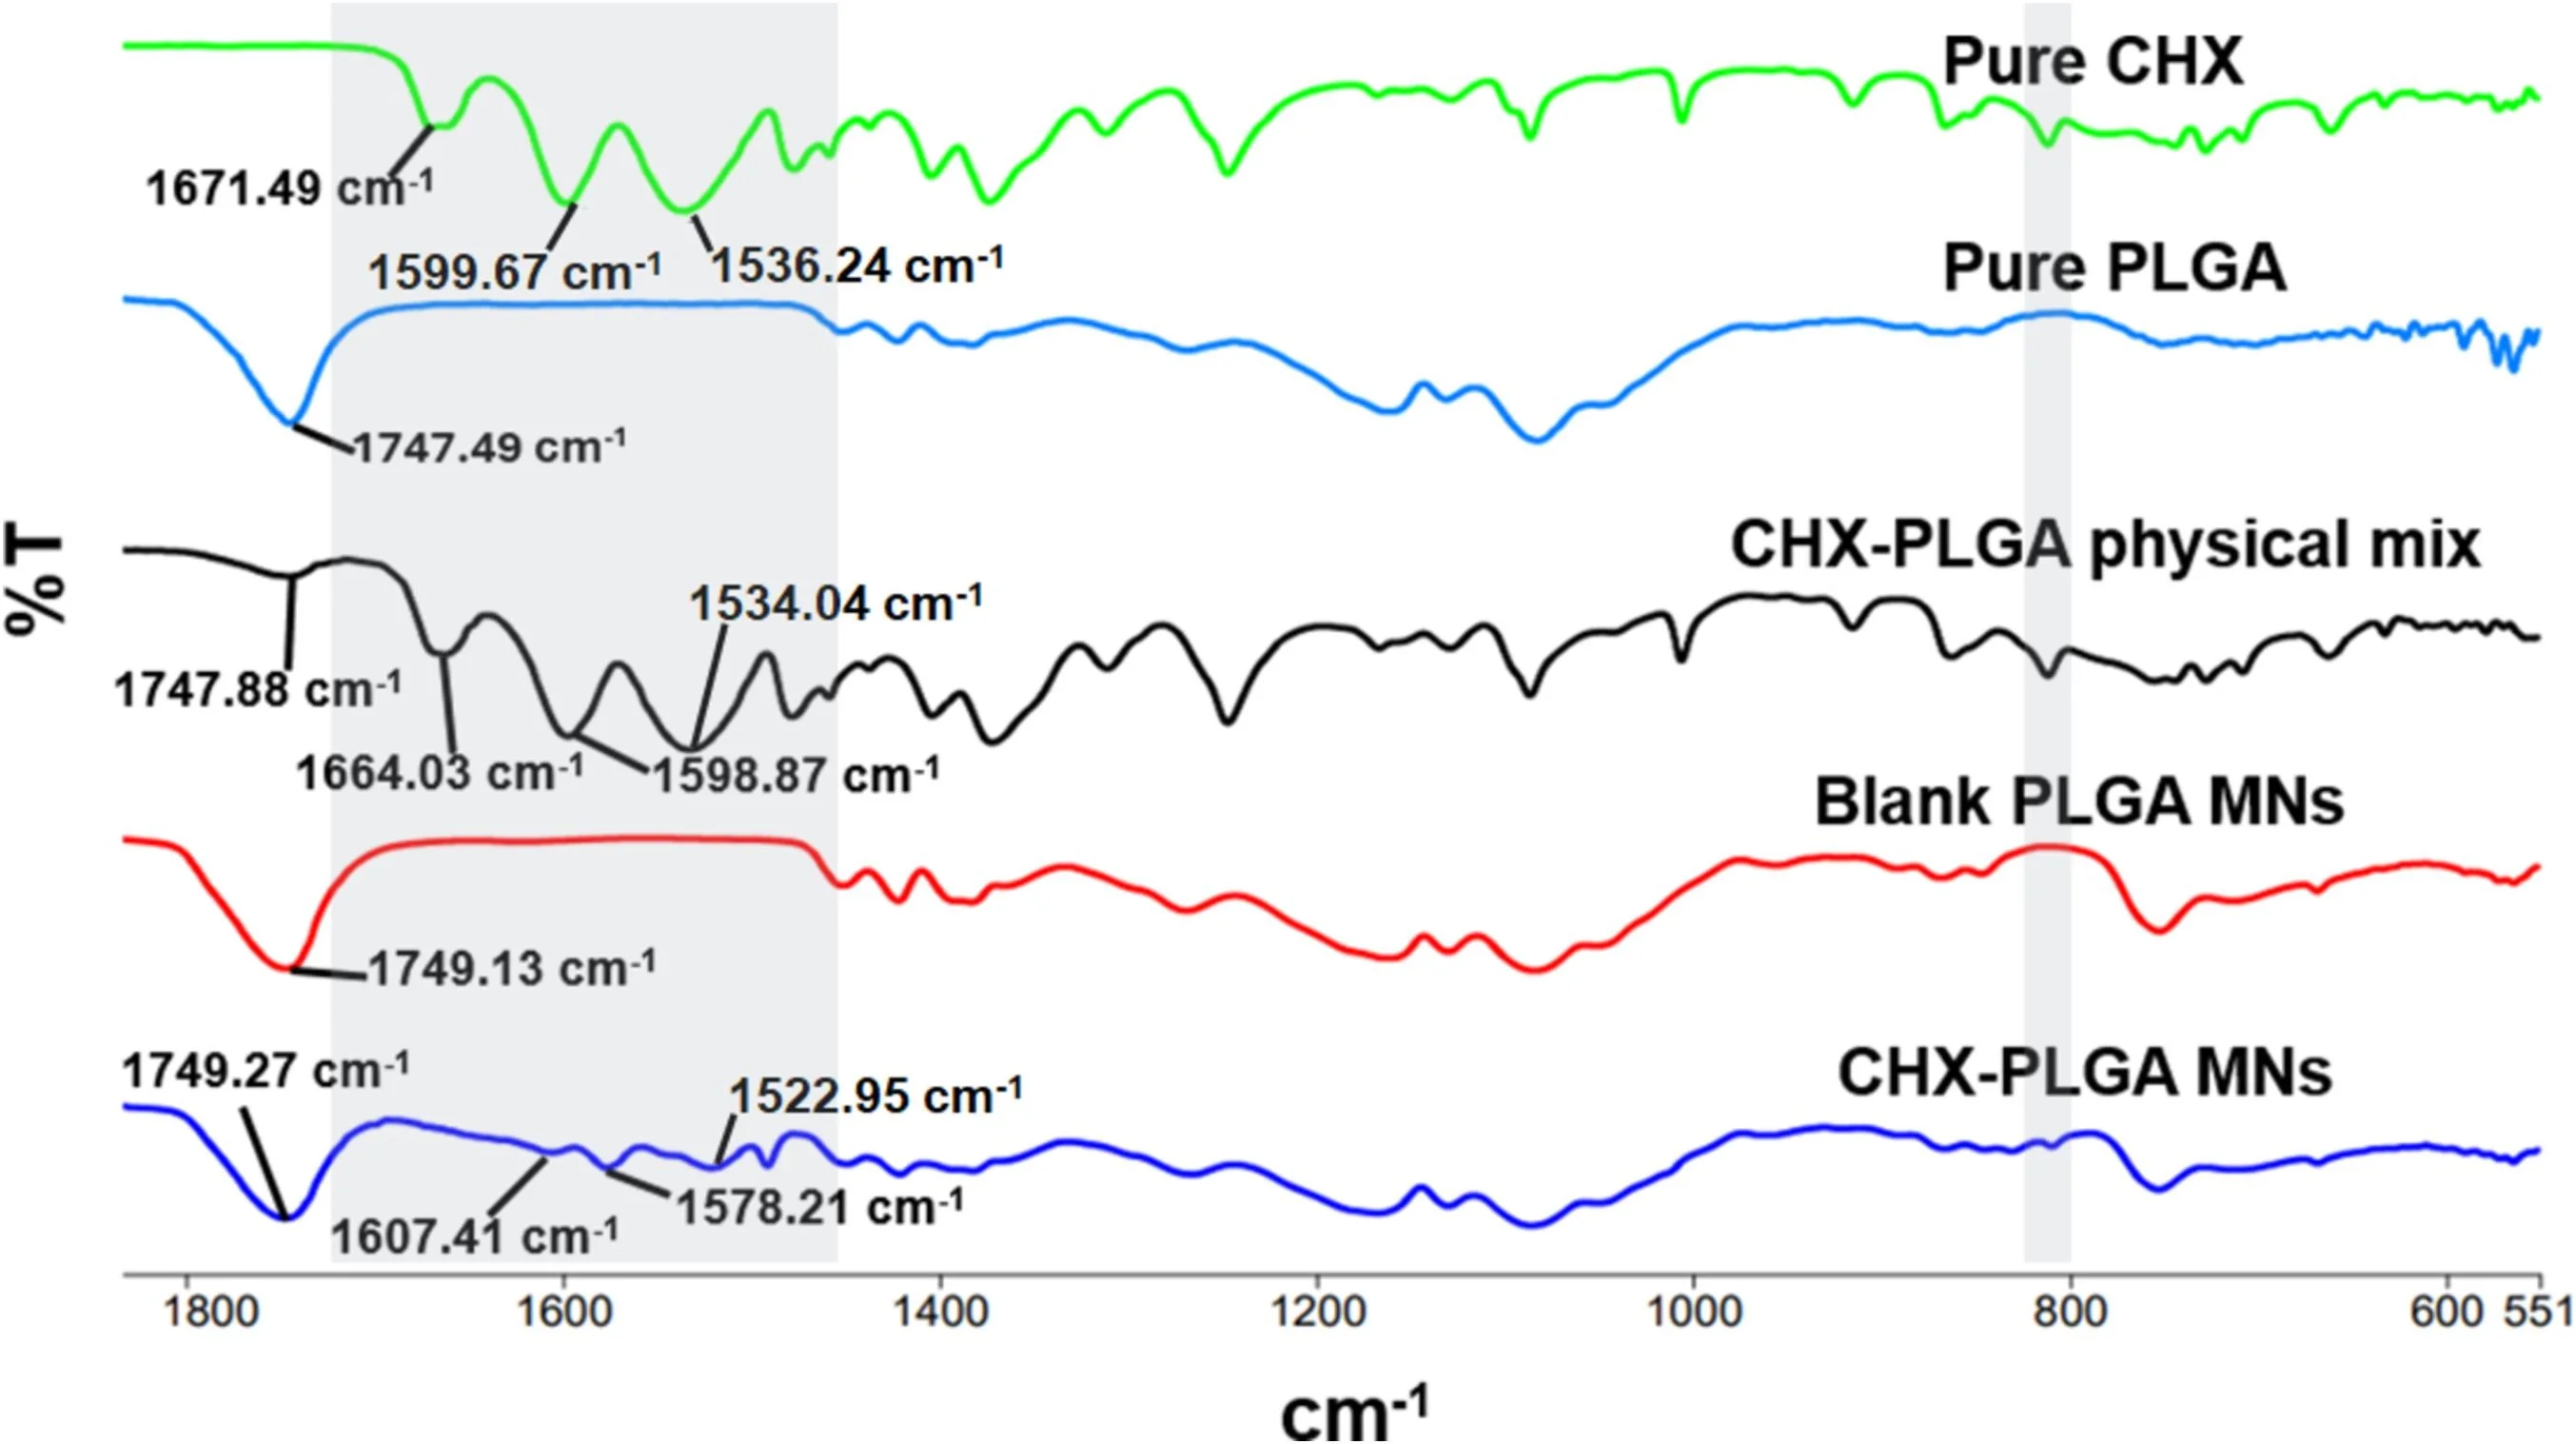 Pure CHX
1671.49 cm-1
1599.67 cm-1
1536.24 cm-1
Pure PLGA
1747.49 cm-1
%T
CHX-PLGA physical mix
1534.04 cm-1
1747.88 cm-1
1664.03 cm-1
1598.87 cm-1
Blank PLGA MNs
1749.13 cm-1
CHX-PLGA MNs
1749.27 cm-1
1522.95 cm-1
1578.21 cm-1
1607.41 cm-1
1800 1600 1400 1200 1000 800 600 551
cm-1